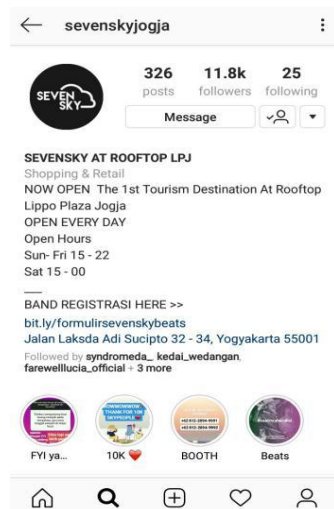 sevenskyjogja
326 11.8k 25
posts followers following
SEVEN
SKY
Message
SEVENSKY AT ROOFTOP LPJ
Shopping & Retail
NOW OPEN The 1st Tourism Destination At Rooftop
Lippo Plaza Jogja
OPEN EVERY DAY
Open Hours
Sun- Fri 15 - 22
Sat 15 - 00
BAND REGISTRASI HERE >>
bit.ly/formulirsevenskybeats
Jalan Laksda Adi Sucipto 32 - 34, Yogyakarta 55001
Followed by syndromeda_, kedai_wedangan,
farewelllucia_official + 3 more
FYI ya... 10K ❤️ BOOTH Beats